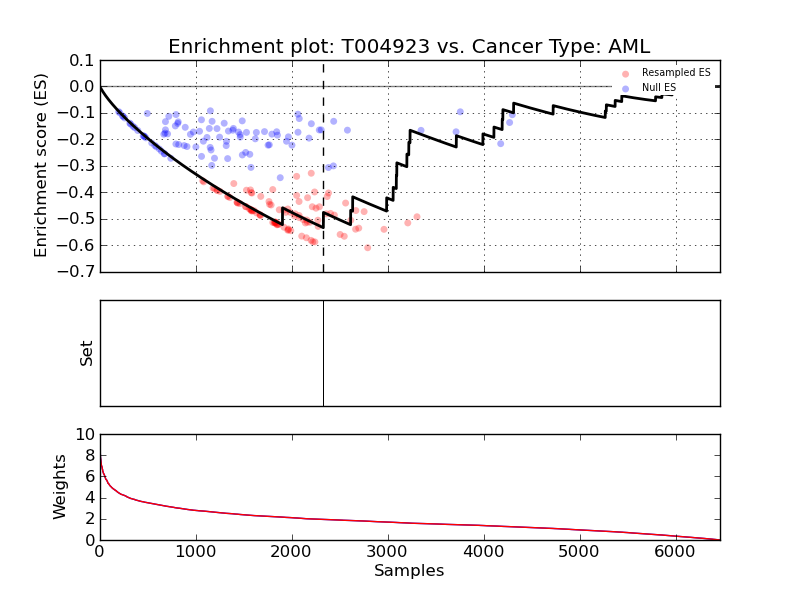 Enrichment plot: T004923 vs. Cancer Type: AML
Enrichment score (ES)
0.1
0.0
−0.1
−0.2
−0.3
−0.4
−0.5
−0.6
−0.7
Resampled ES
Null ES
Set
Weights
10
8
6
4
2
0
0 1000 2000 3000 4000 5000 6000
Samples